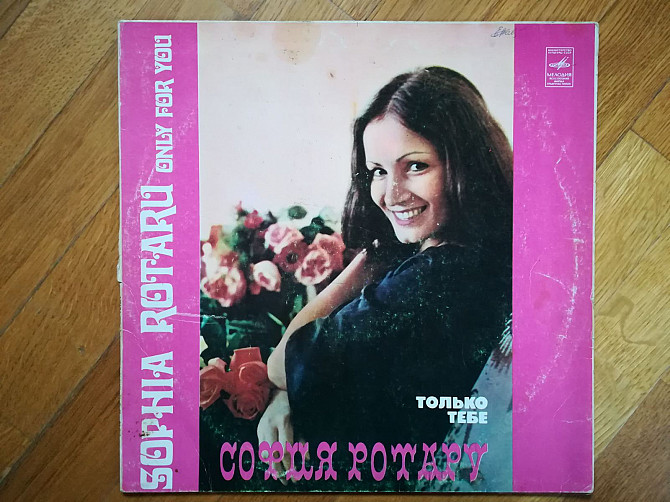 SOPHIA ROTARU ONLY FOR YOU
МЕЛОДИЯ
ТОЛЬКО
ТЕБЕ
СОФИЯ РОТАРУ